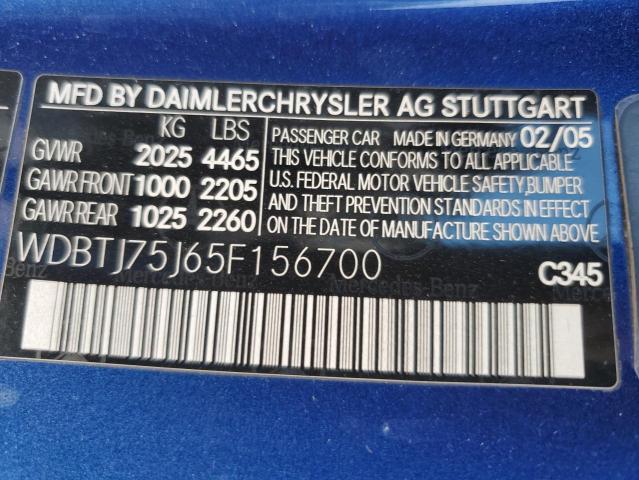 MFD BY DAIMLERCHRYSLER AG STUTTGART
KG LBS
GVWR 2025 4465
GAWR FRONT 1000 2205
GAWR REAR 1025 2260
PASSENGER CAR MADE IN GERMANY 02/05
THIS VEHICLE CONFORMS TO ALL APPLICABLE
U.S. FEDERAL MOTOR VEHICLE SAFETY,BUMPER
AND THEFT PREVENTION STANDARDS IN EFFECT
ON THE DATE OF MANUFACTURE SHOWN ABOVE
WDBTJ75J65F156700
C345
Mercedes-Benz